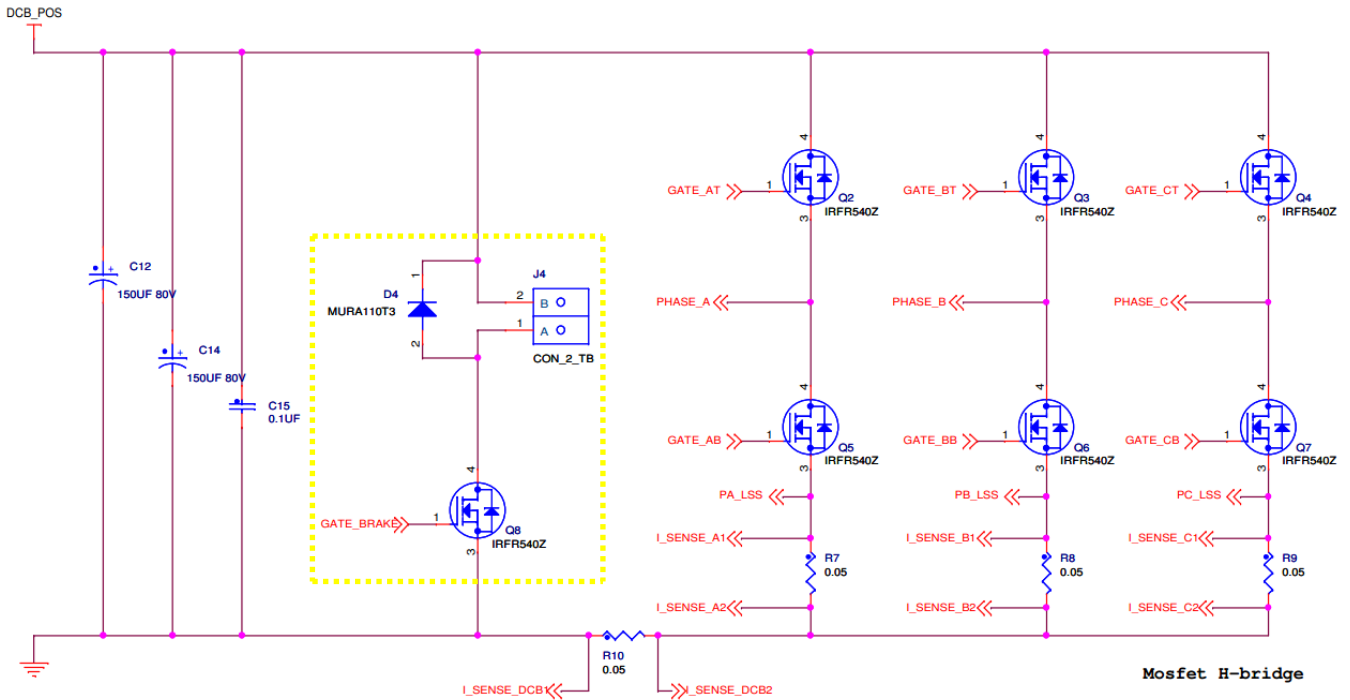 DCB_POS
4
4
4
GATE_AT
1
Q2
IRFR540Z
3
GATE_BT
1
Q3
IRFR540Z
3
GATE_CT
1
Q4
IRFR540Z
3
C12
+
150UF 80V
1
D4
MURA110T3
2
J4
2
B
1
A
CON_2_TB
PHASE_A
PHASE_B
PHASE_C
C14
+
150UF 80V
C15
0.1UF
4
4
4
GATE_AB
1
Q5
IRFR540Z
3
GATE_BB
1
Q6
IRFR540Z
3
GATE_CB
1
Q7
IRFR540Z
3
4
GATE_BRAKE
1
Q8
IRFR540Z
3
PA_LSS
PB_LSS
PC_LSS
I_SENSE_A1
I_SENSE_B1
I_SENSE_C1
R7
0.05
R8
0.05
R9
0.05
I_SENSE_A2
I_SENSE_B2
I_SENSE_C2
R10
0.05
I_SENSE_DCB1
I_SENSE_DCB2
Mosfet H-bridge